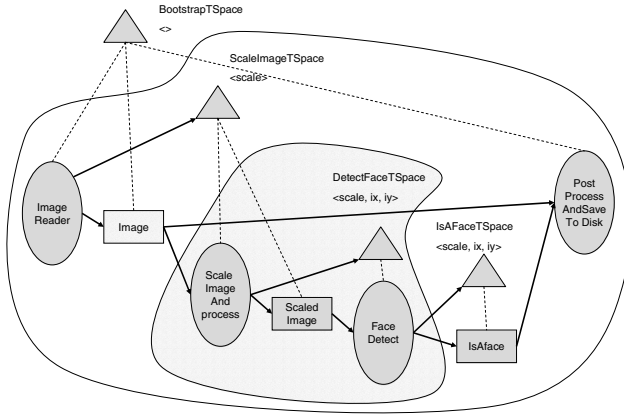 BootstrapTSpace
<>
ScaleImageTSpace
<scale>
DetectFaceTSpace
<scale, ix, iy>
Image
Reader
Image
IsAFaceTSpace
<scale, ix, iy>
Post
Process
AndSave
To Disk
Scale
Image
And
process
Scaled
Image
Face
Detect
IsAface